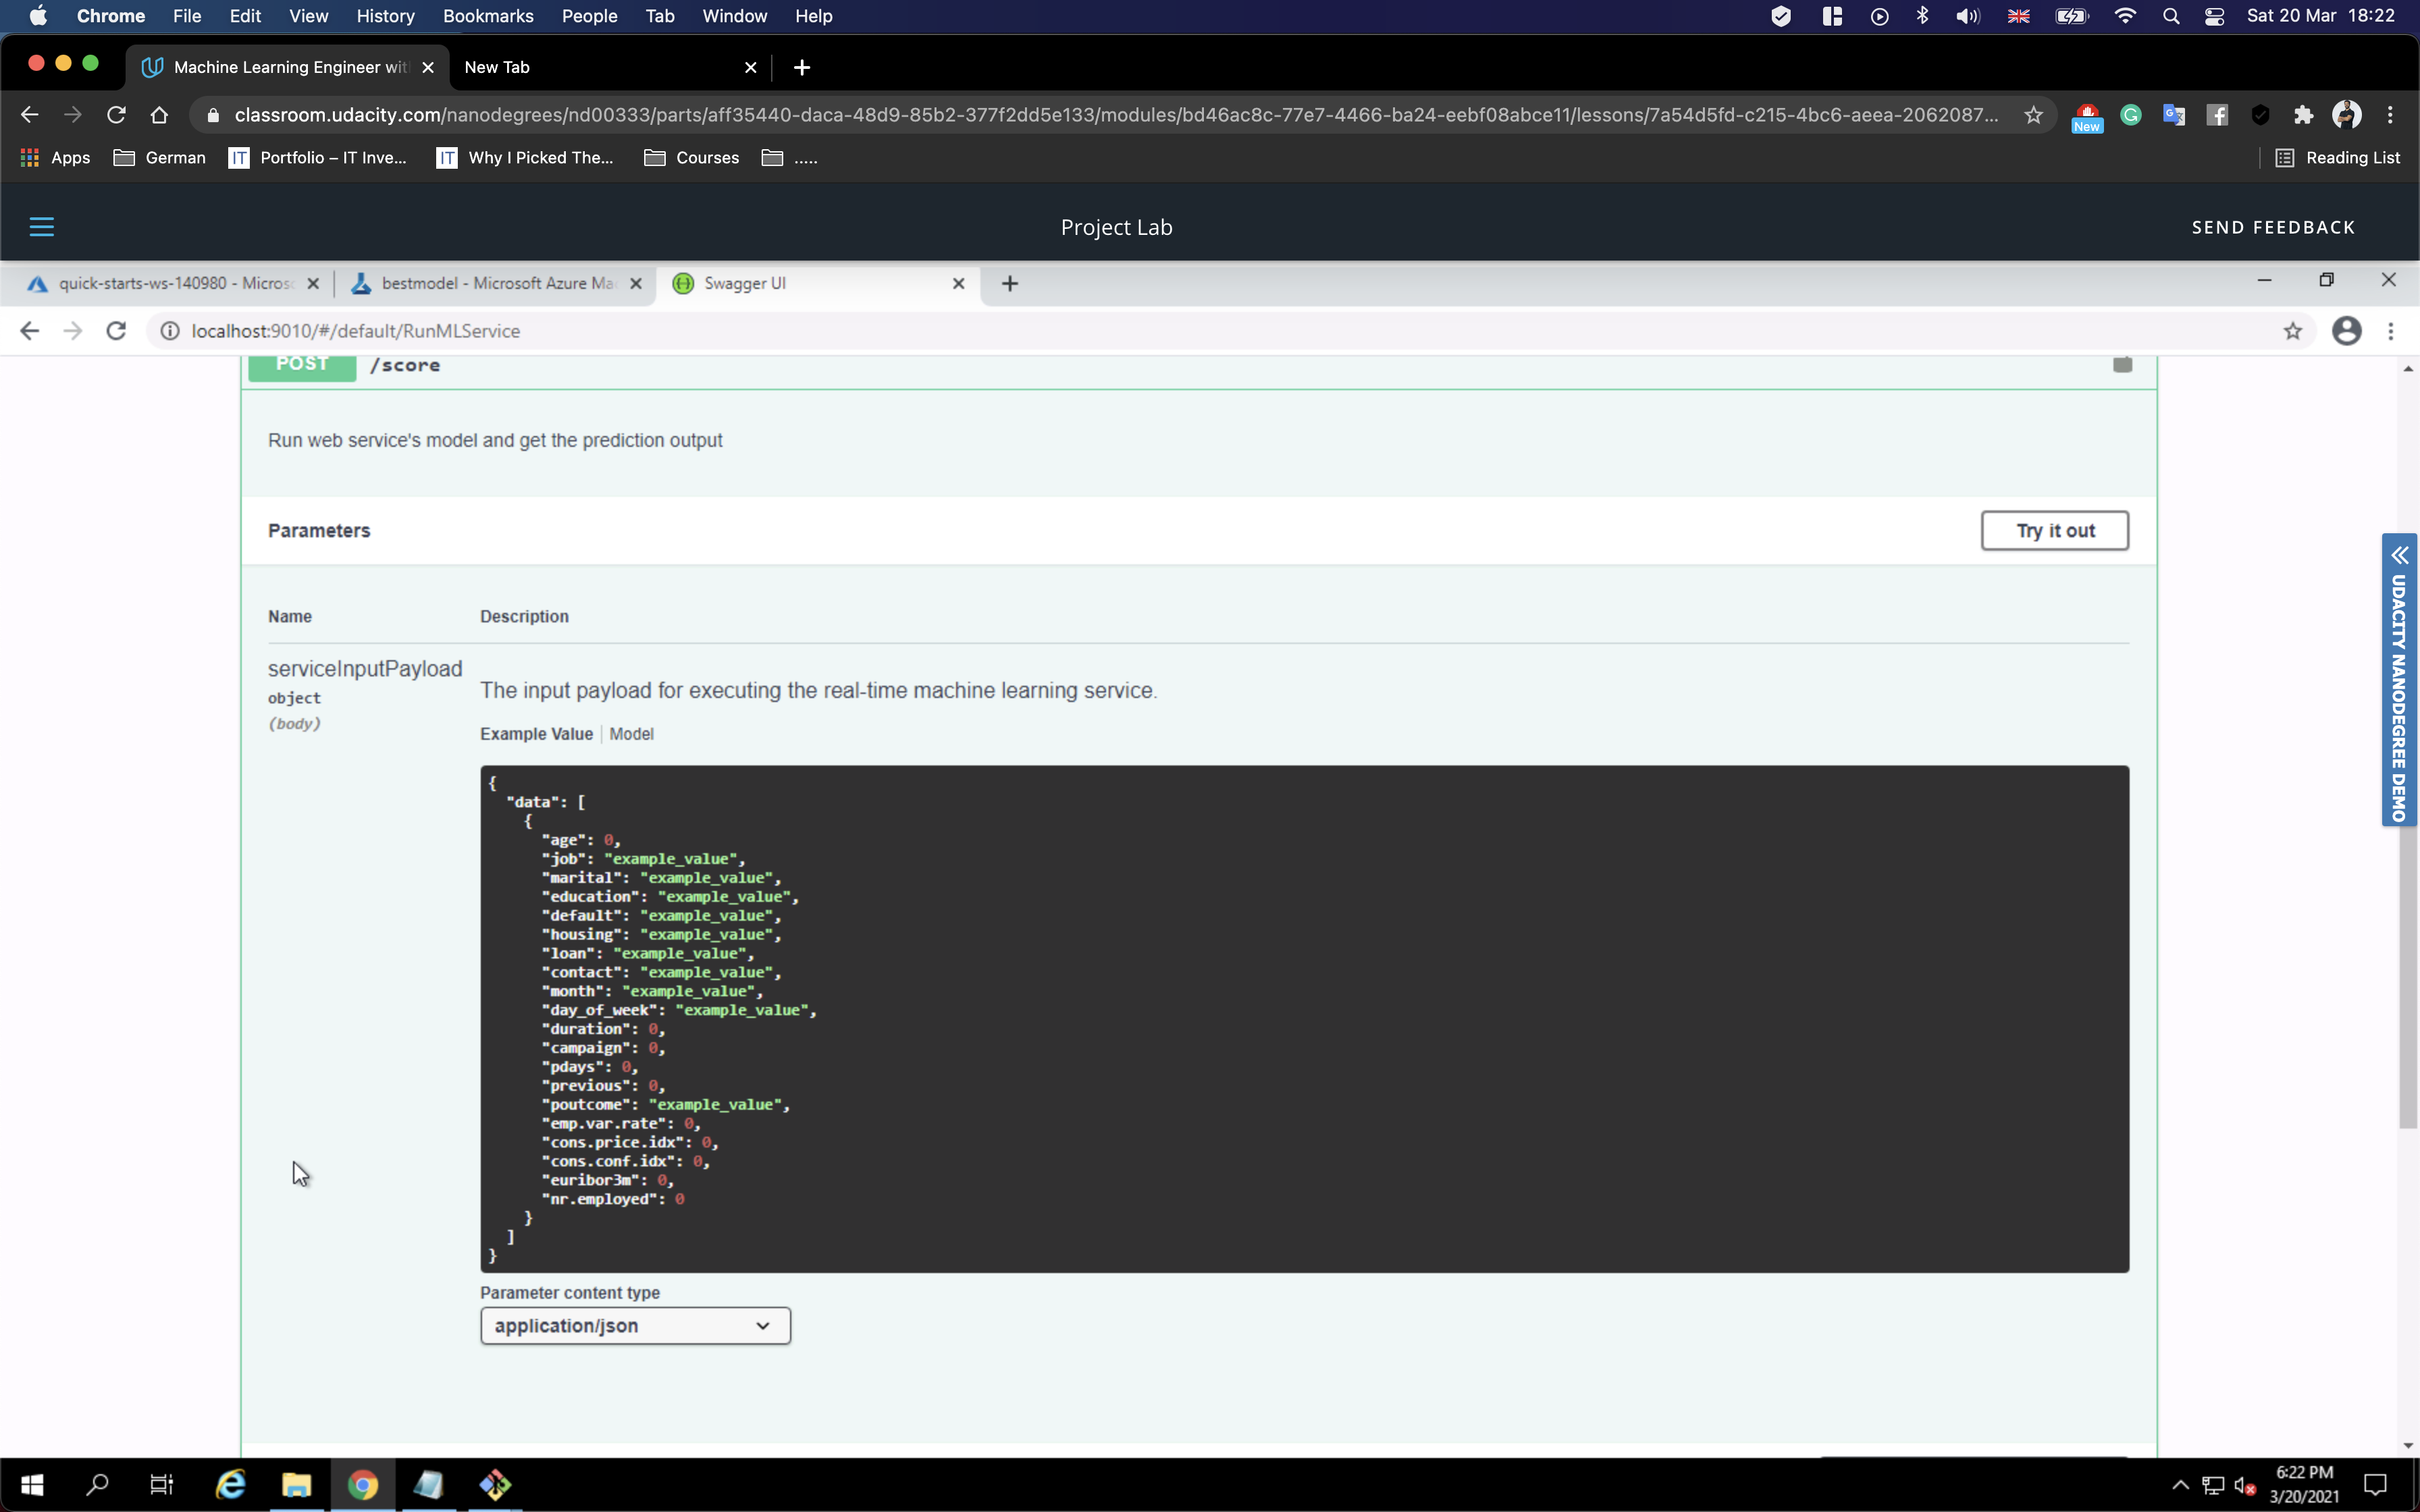 Chrome File Edit View History Bookmarks People Tab Window Help Sat 20 Mar 18:22
Machine Learning Engineer wit New Tab
classroom.udacity.com/nanodegrees/nd00333/parts/aff35440-daca-48d9-85b2-377f2dd5e133/modules/bd46ac8c-77e7-4466-ba24-eebf08abce11/lessons/7a54d5fd-c215-4bc6-aeea-2062087... New
Apps German IT Portfolio – IT Inve... IT Why I Picked The... Courses ..... Reading List
Project Lab SEND FEEDBACK
quick-starts-ws-140980 - Micros bestmodel - Microsoft Azure Ma Swagger UI
localhost:9010/#/default/RunMLService
POST /score
Run web service's model and get the prediction output
Parameters Try it out
Name Description
serviceInputPayload
object
(body)
The input payload for executing the real-time machine learning service.
Example Value Model
{
"data": [
{
"age": 0,
"job": "example_value",
"marital": "example_value",
"education": "example_value",
"default": "example_value",
"housing": "example_value",
"loan": "example_value",
"contact": "example_value",
"month": "example_value",
"day_of_week": "example_value",
"duration": 0,
"campaign": 0,
"pdays": 0,
"previous": 0,
"poutcome": "example_value",
"emp.var.rate": 0,
"cons.price.idx": 0,
"cons.conf.idx": 0,
"euribor3m": 0,
"nr.employed": 0
}
]
}
Parameter content type
application/json
UDACITY NANODEGREE DEMO
6:22 PM
3/20/2021